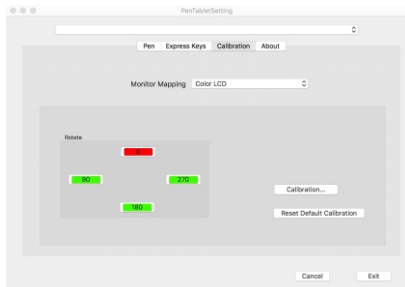 PenTabletSetting
Pen Express Keys Calibration About
Monitor Mapping Color LCD
Rotate
0
90 270
180
Calibration...
Reset Default Calibration
Cancel Exit